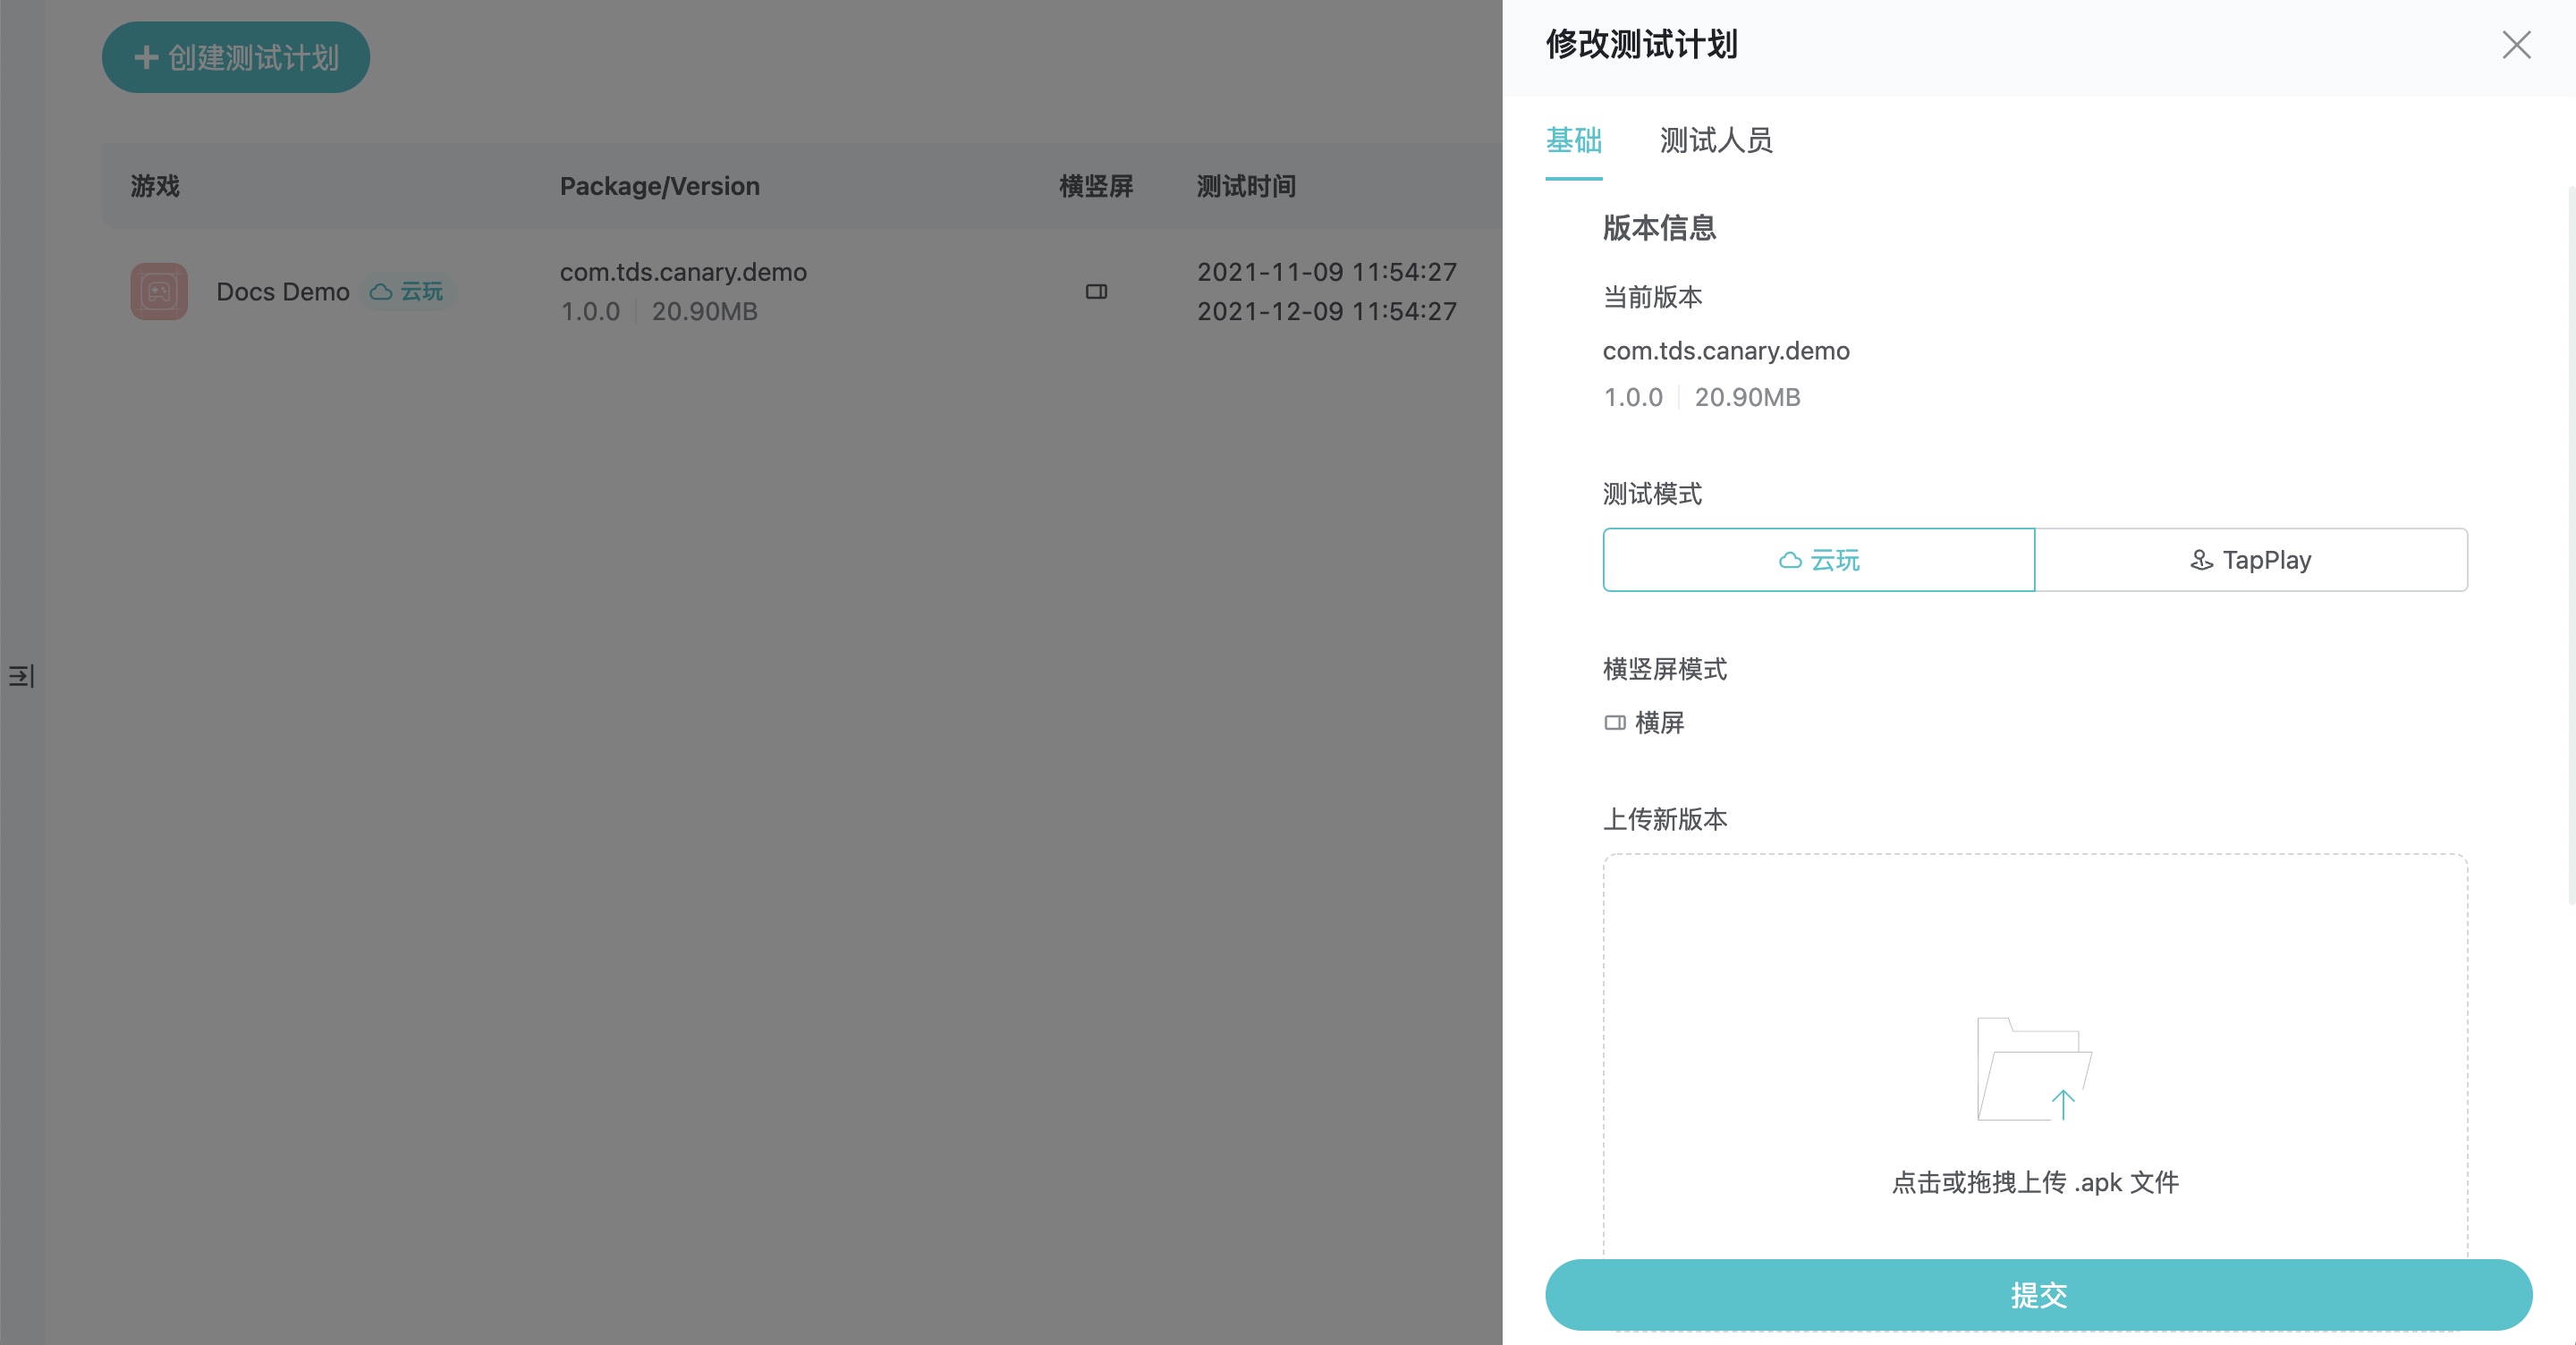 创建测试计划
游戏 Package/Version 横竖屏 测试时间
Docs Demo 云玩 com.tds.canary.demo 2021-11-09 11:54:27
1.0.0 20.90MB 2021-12-09 11:54:27
修改测试计划
基础 测试人员
版本信息
当前版本
com.tds.canary.demo
1.0.0 20.90MB
测试模式
云玩 TapPlay
横竖屏模式
横屏
上传新版本
点击或拖拽上传 .apk 文件
提交